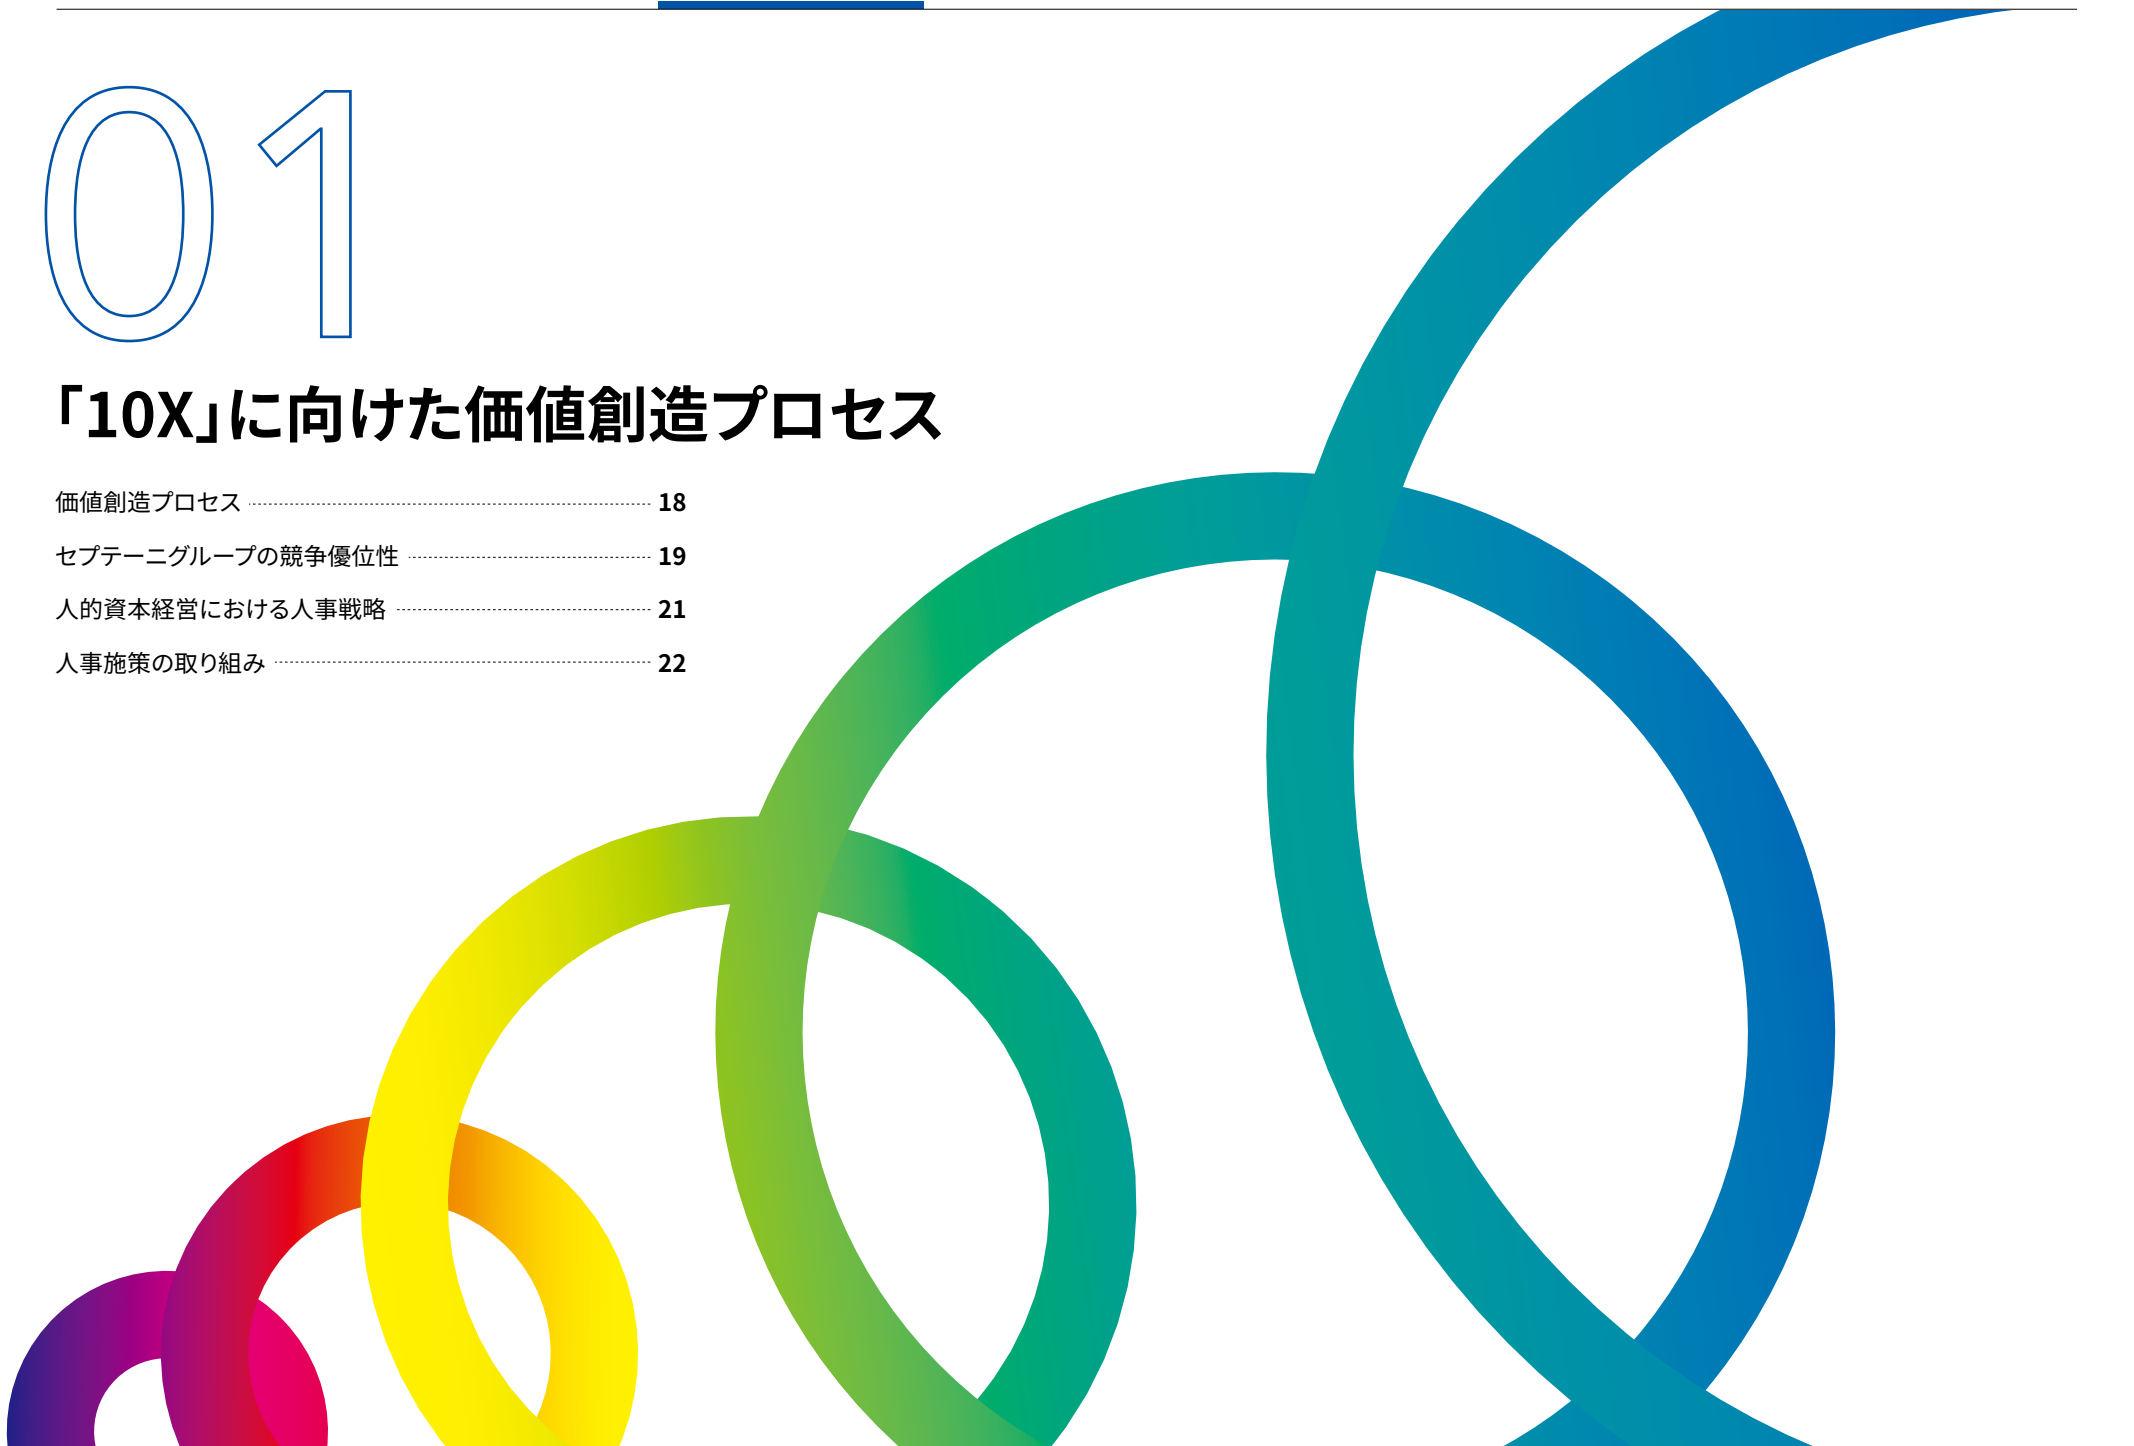 01
「10X」に向けた価値創造プロセス
価値創造プロセス 18
セプテーニグループの競争優位性 19
人的資本経営における人事戦略 21
人事施策の取り組み 22